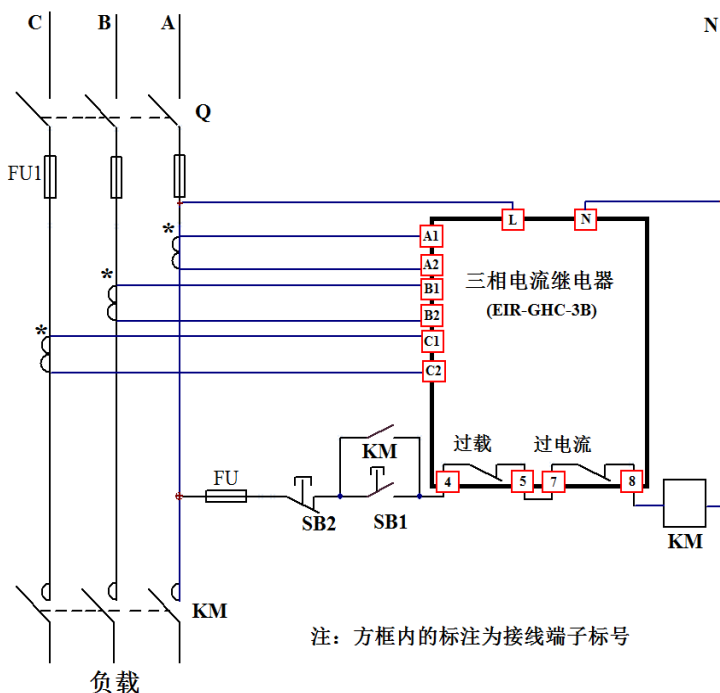 C B A N
Q
FU1
L N
* A1
A2
三相电流继电器
* B1
(EIR-GHC-3B)
B2
* C1
C2
过载 过电流
KM
FU
4 5 7 8
SB2 SB1
KM
KM
注：方框内的标注为接线端子标号
负载